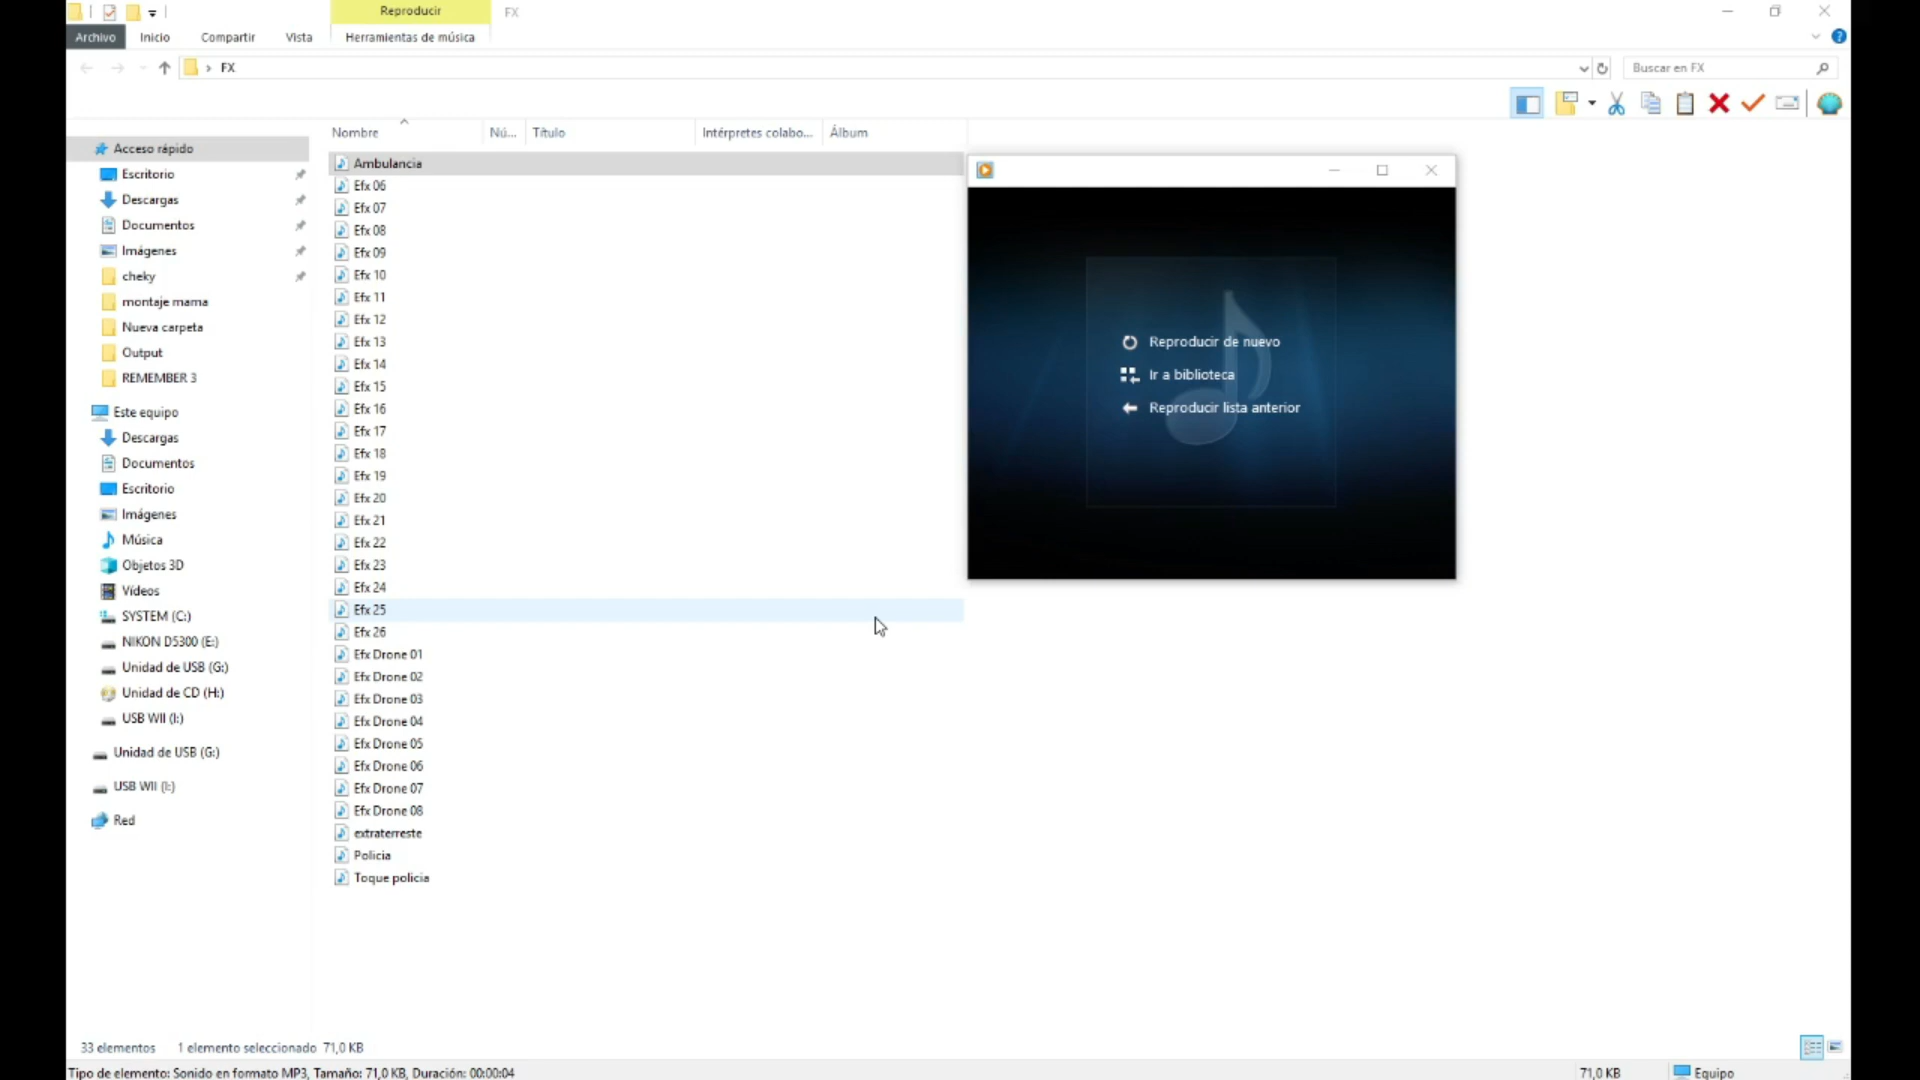 Reproducir
FX
Archivo
Inicio
Compartir
Vista
Herramientas de música
FX
Buscar en FX
Nombre
Nú...
Título
Intérpretes colabo...
Álbum
Acceso rápido
Escritorio
Descargas
Documentos
Imágenes
cheky
montaje mama
Nueva carpeta
Output
REMEMBER 3
Este equipo
Descargas
Documentos
Escritorio
Imágenes
Música
Objetos 3D
Vídeos
SYSTEM (C:)
NIKON D5300 (E:)
Unidad de USB (G:)
Unidad de CD (H:)
USB WII (I:)
Unidad de USB (G:)
USB WII (I:)
Red
Ambulancia
Efx 06
Efx 07
Efx 08
Efx 09
Efx 10
Efx 11
Efx 12
Efx 13
Efx 14
Efx 15
Efx 16
Efx 17
Efx 18
Efx 19
Efx 20
Efx 21
Efx 22
Efx 23
Efx 24
Efx 25
Efx 26
Efx Drone 01
Efx Drone 02
Efx Drone 03
Efx Drone 04
Efx Drone 05
Efx Drone 06
Efx Drone 07
Efx Drone 08
extraterreste
Policia
Toque policia
Reproducir de nuevo
Ir a biblioteca
Reproducir lista anterior
33 elementos
1 elemento seleccionado 71,0 KB
Tipo de elemento: Sonido en formato MP3, Tamaño: 71,0 KB, Duración: 00:00:04
71,0 KB
Equipo